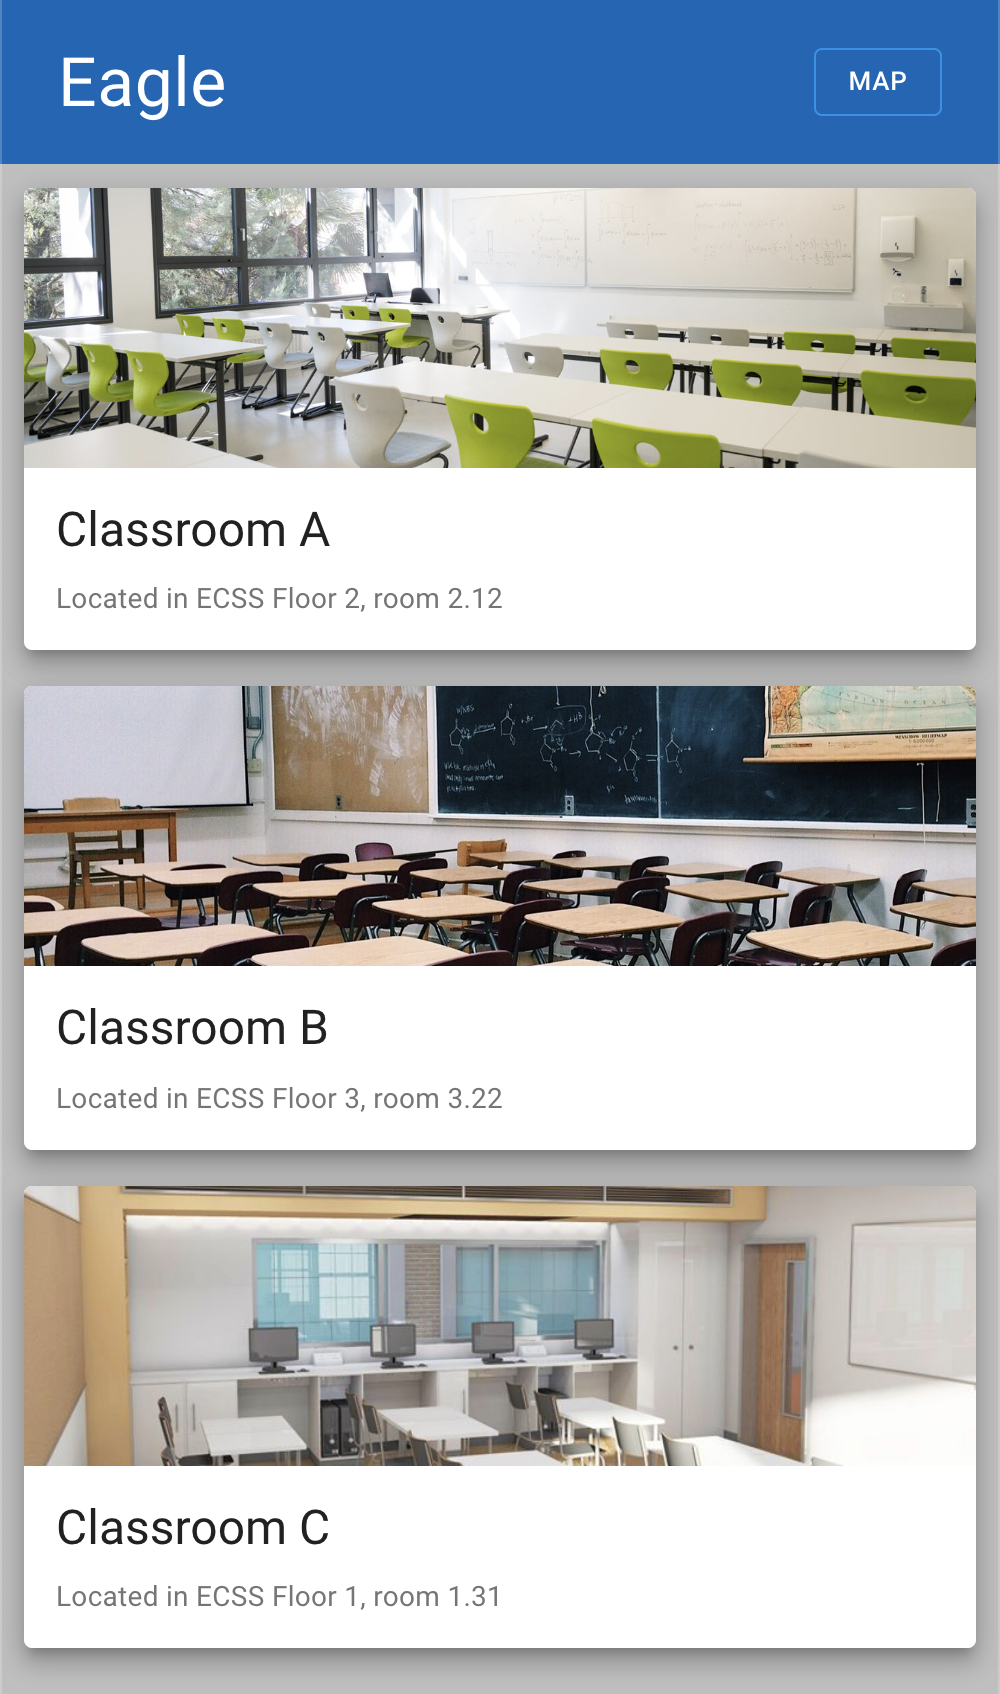 Eagle
MAP
Classroom A
Located in ECSS Floor 2, room 2.12
Classroom B
Located in ECSS Floor 3, room 3.22
Classroom C
Located in ECSS Floor 1, room 1.31